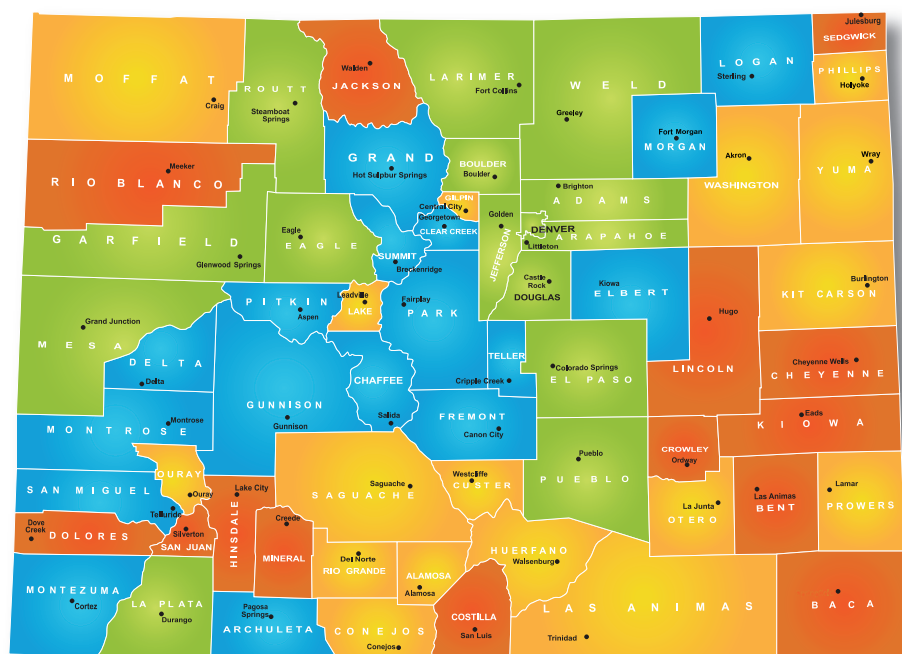 Julesburg
SEDGWICK
MOFFAT
Craig
ROUTT
Steamboat
Springs
Walden
JACKSON
LARIMER
Fort Collins
WELD
Greeley
LOGAN
Sterling
PHILLIPS
Holyoke
Fort Morgan
MORGAN
RIO BLANCO
Meeker
GRAND
Hot Sulpbur Springs
BOULDER
Boulder
Akron
WASHINGTON
Wray
YUMA
GILPIN
Central City
Georgetown
CLEAR CREEK
Brighton
ADAMS
GARFIELD
Glenwood Springs
Eagle
EAGLE
SUMMIT
Breckenridge
Golden
JEFFERSON
DENVER
Littleton
ARAPAHOE
Castle
Rock
DOUGLAS
Kiowa
ELBERT
Hugo
LINCOLN
Burlington
KIT CARSON
Grand Junction
MESA
PITKIN
Aspen
Leadville
LAKE
Fairplay
PARK
DELTA
Delta
TELLER
Cripple Creek
Colorado Springs
EL PASO
Cheyenne Wells
CHEYENNE
CHAFFEE
Salida
GUNNISON
Gunnison
Montrose
MONTROSE
FREMONT
Canon City
Eads
KIOWA
OURAY
Ouray
SAN MIGUEL
Telluride
Lake City
HINSDALE
Saguache
SAGUACHE
Westcliffe
CUSTER
Pueblo
PUEBLO
CROWLEY
Ordway
La Junta
OTERO
Las Animas
BENT
Lamar
PROWERS
Dove
Creek
DOLORES
Silverton
SAN JUAN
Creede
MINERAL
Del Norte
RIO GRANDE
ALAMOSA
Alamosa
HUERFANO
Walsenburg
MONTEZUMA
Cortez
LA PLATA
Durango
Pagosa
Springs
ARCHULETA
CONEJOS
Conejos
COSTILLA
San Luis
LAS ANIMAS
Trinidad
BACA